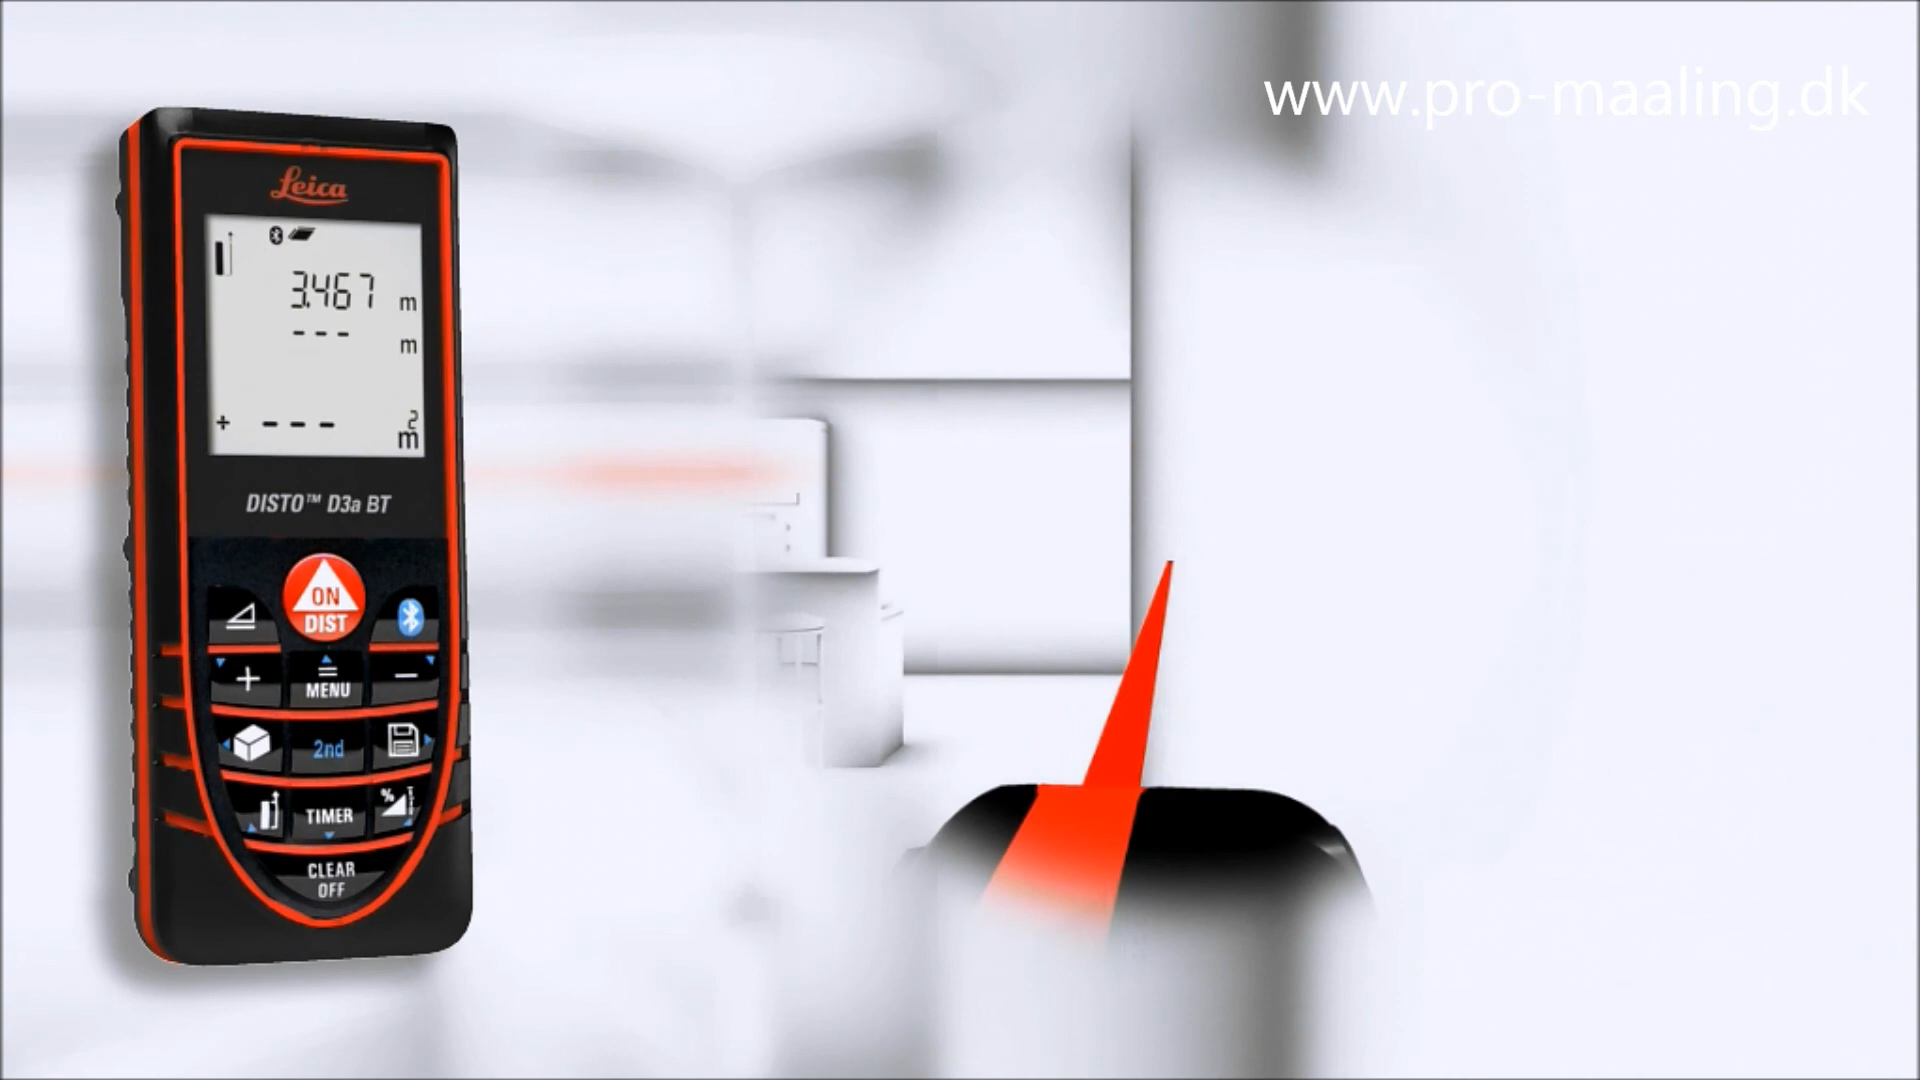 www.pro-maaling.dk
Leica
3.467 m
--- m
+ --- m²
DISTO™ D3a BT
ON
DIST
+
MENU
−
2nd
%
TIMER
CLEAR
OFF